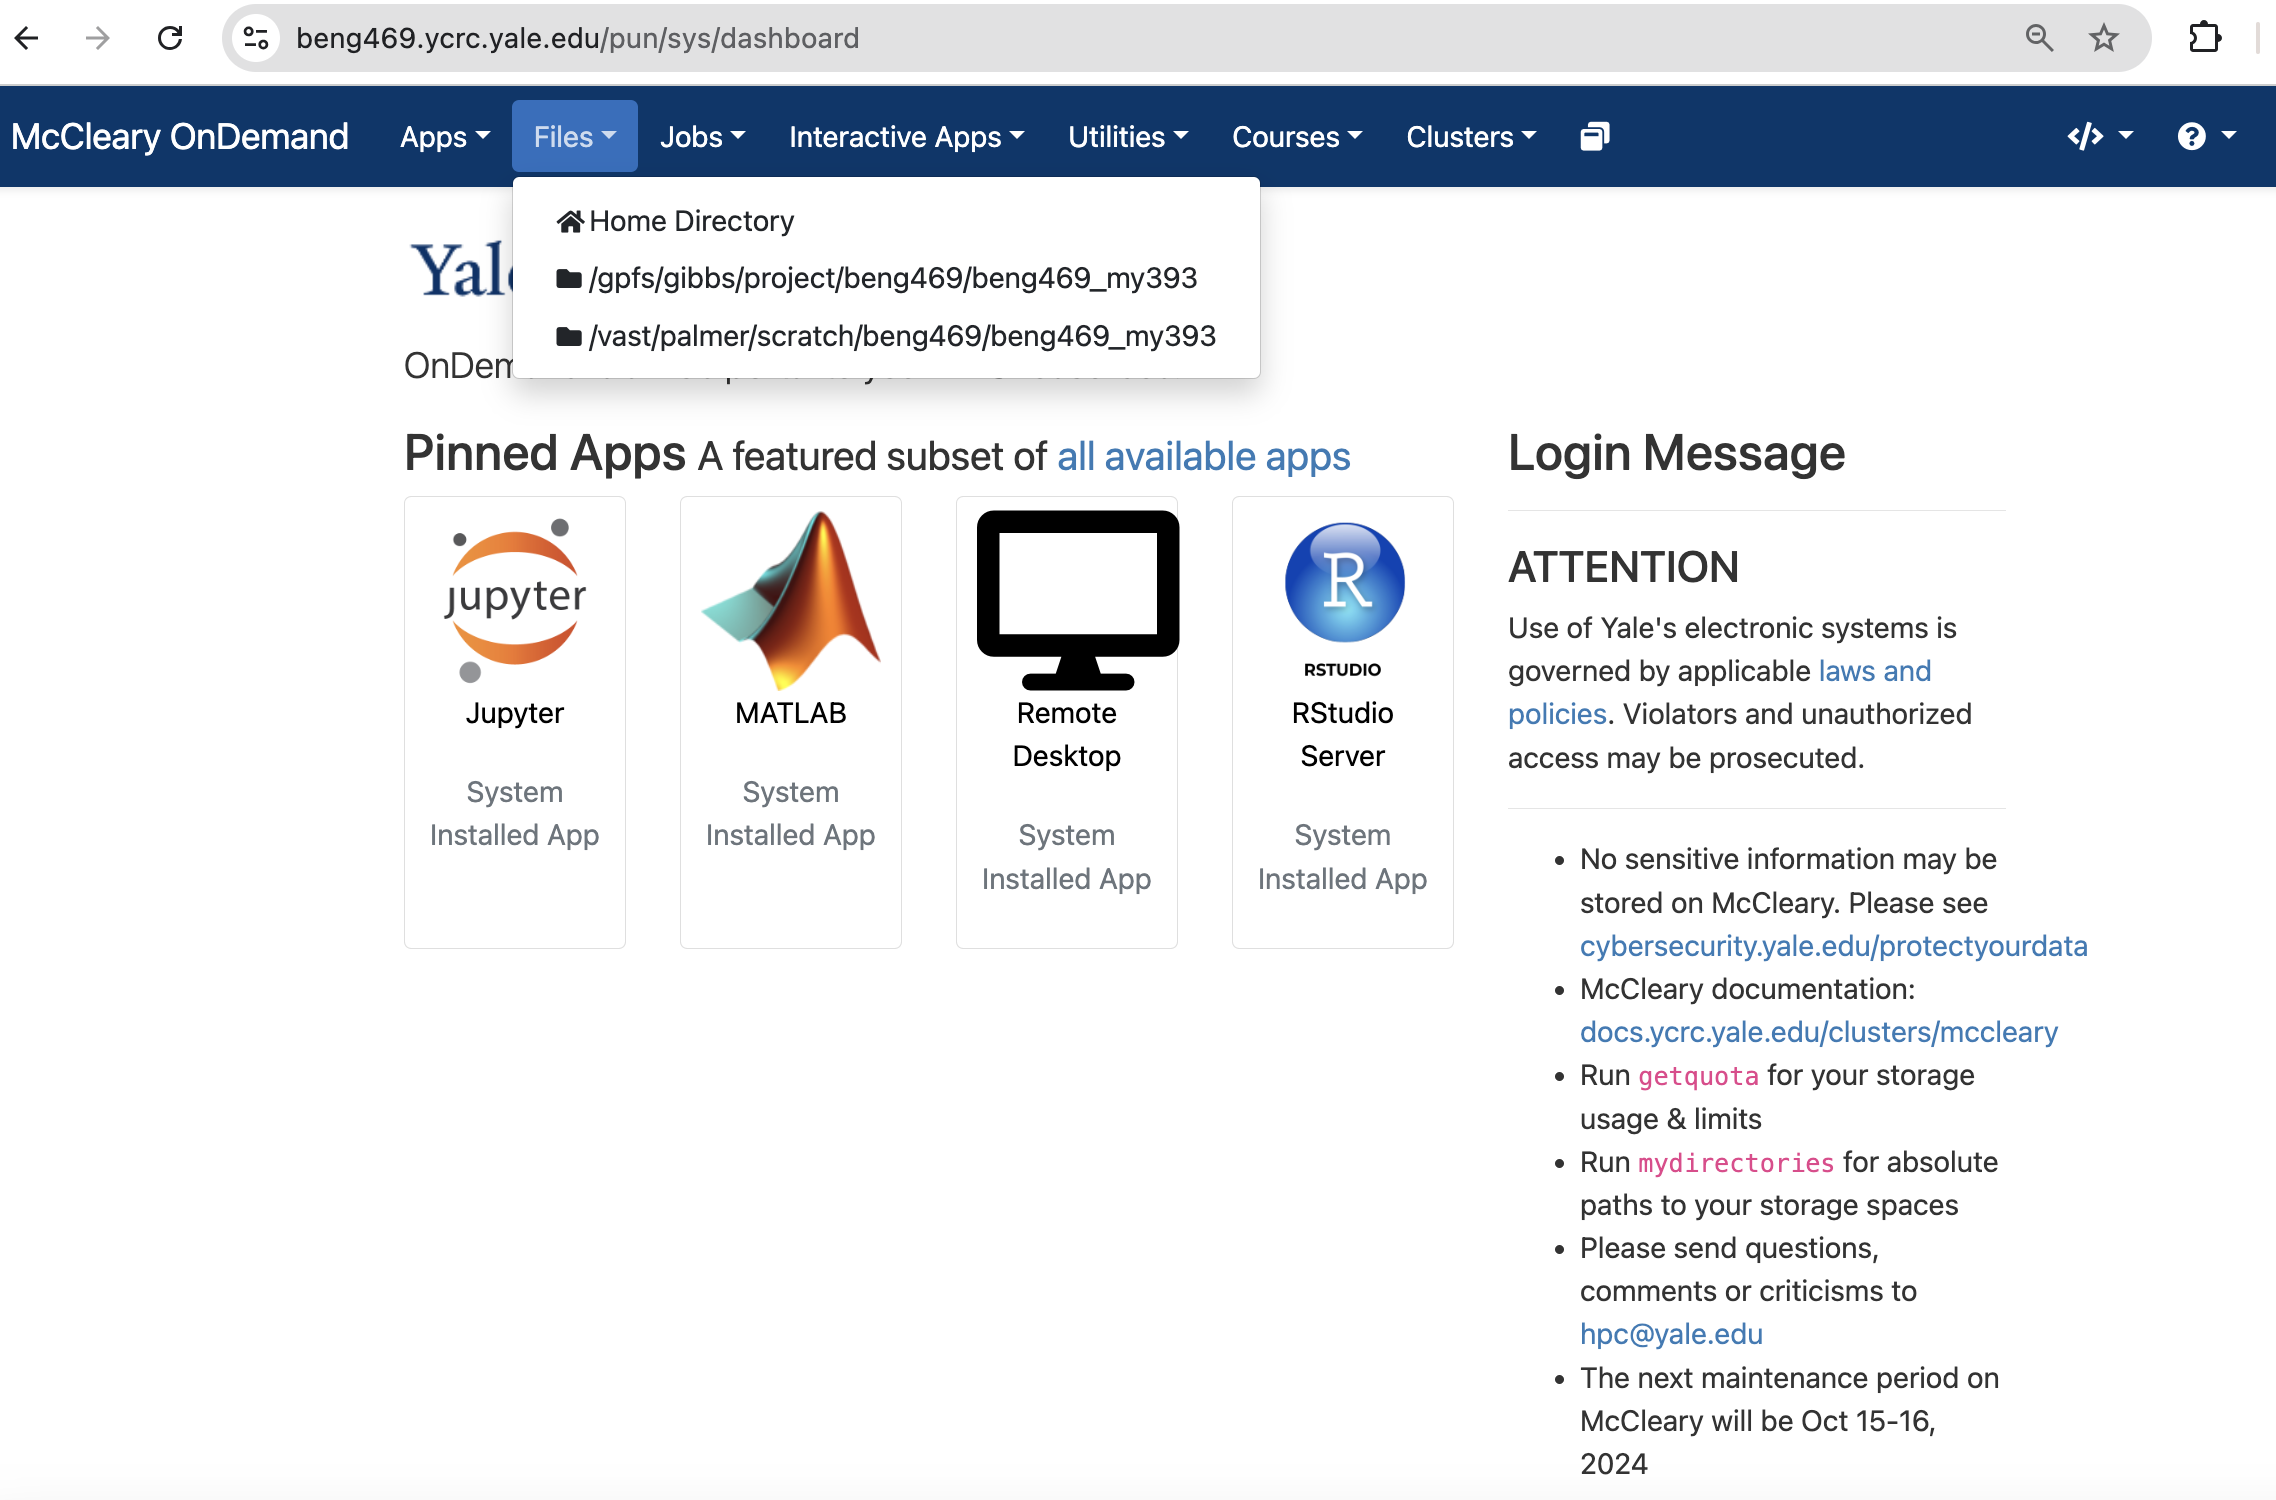 beng469.ycrc.yale.edu/pun/sys/dashboard
McCleary OnDemand Apps Files Jobs Interactive Apps Utilities Courses Clusters
Home Directory
/gpfs/gibbs/project/beng469/beng469_my393
/vast/palmer/scratch/beng469/beng469_my393
Pinned Apps A featured subset of all available apps
jupyter
Jupyter
System
Installed App
MATLAB
System
Installed App
Remote
Desktop
System
Installed App
R
RSTUDIO
RStudio
Server
System
Installed App
Login Message
ATTENTION
Use of Yale's electronic systems is
governed by applicable laws and
policies. Violators and unauthorized
access may be prosecuted.
• No sensitive information may be
stored on McCleary. Please see
cybersecurity.yale.edu/protectyourdata
• McCleary documentation:
docs.ycrc.yale.edu/clusters/mccleary
• Run getquota for your storage
usage & limits
• Run mydirectories for absolute
paths to your storage spaces
• Please send questions,
comments or criticisms to
hpc@yale.edu
• The next maintenance period on
McCleary will be Oct 15-16,
2024